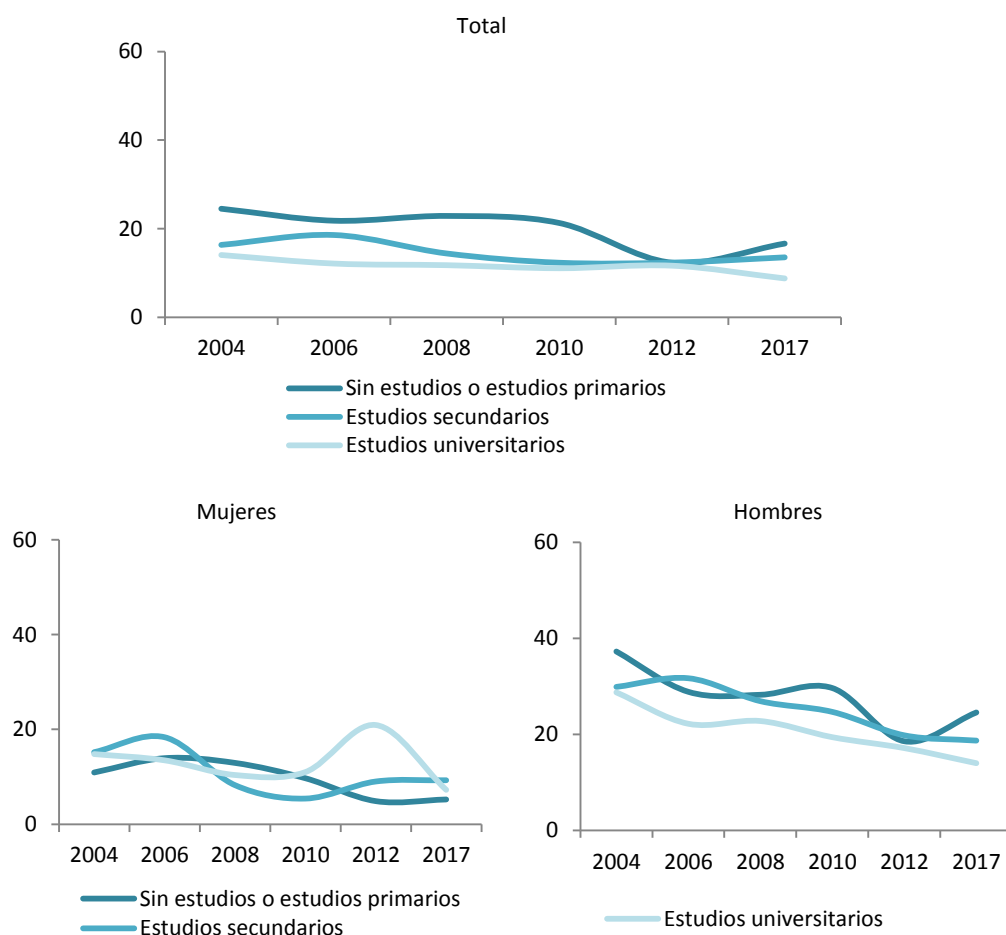 Total
60
40
20
0
2004 2006 2008 2010 2012 2017
Sin estudios o estudios primarios
Estudios secundarios
Estudios universitarios
Mujeres
60
40
20
0
2004 2006 2008 2010 2012 2017
Sin estudios o estudios primarios
Estudios secundarios
Hombres
60
40
20
0
2004 2006 2008 2010 2012 2017
Estudios universitarios